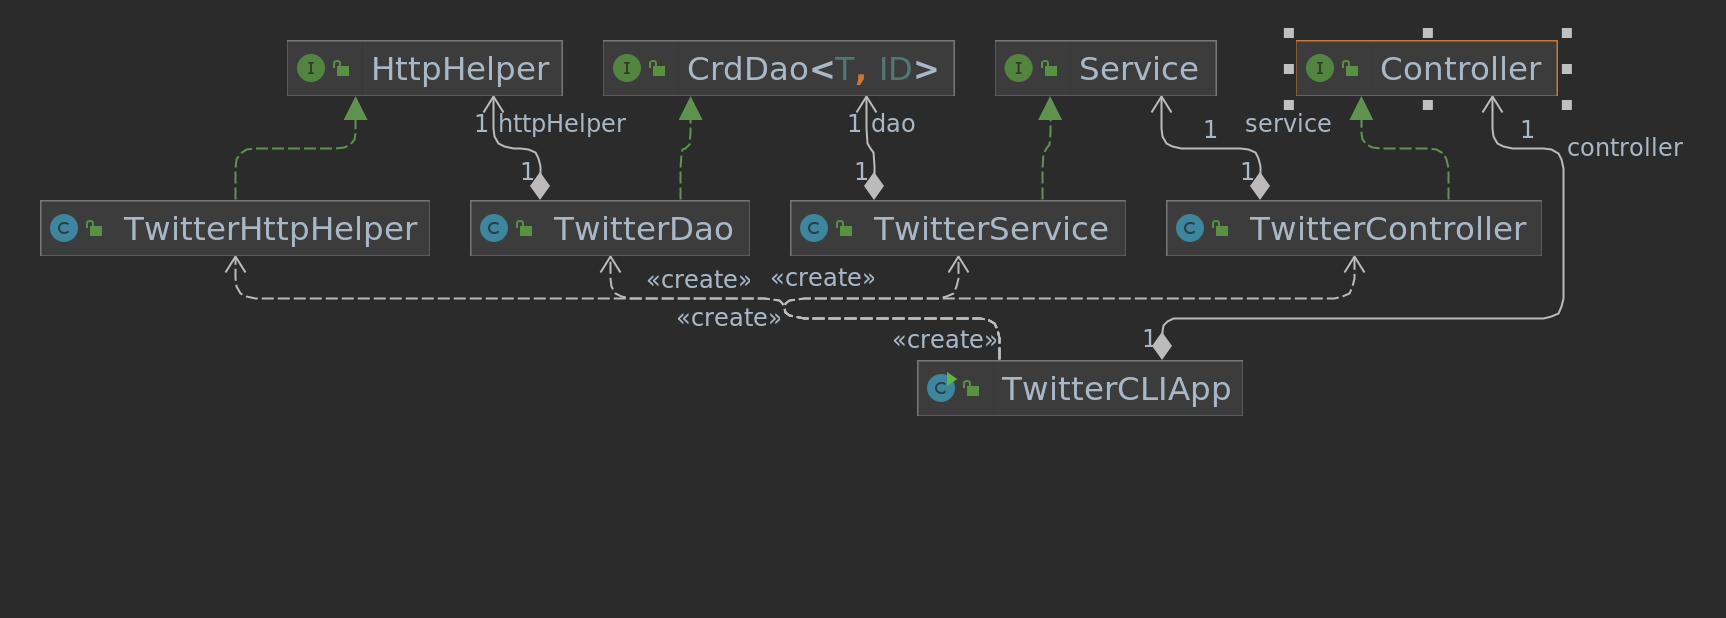 HttpHelper
CrdDao<T, ID>
Service
Controller
1 httpHelper
1 dao
1 service
1
controller
1
1
1
TwitterHttpHelper
TwitterDao
TwitterService
TwitterController
«create»
«create»
«create»
«create»
1
TwitterCLIApp